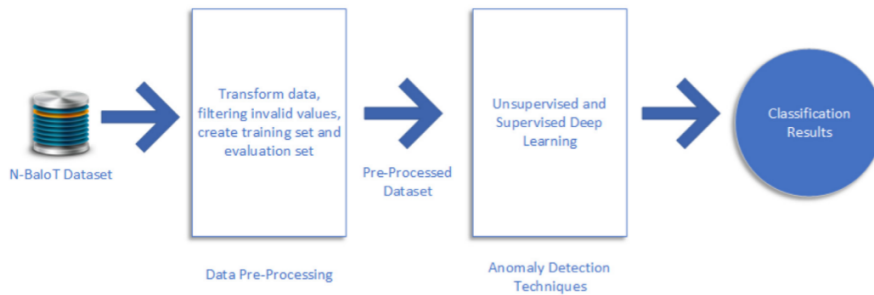 N-BaIoT Dataset
Transform data,
filtering invalid values,
create training set and
evaluation set
Data Pre-Processing
Pre-Processed
Dataset
Unsupervised and
Supervised Deep
Learning
Anomaly Detection
Techniques
Classification
Results